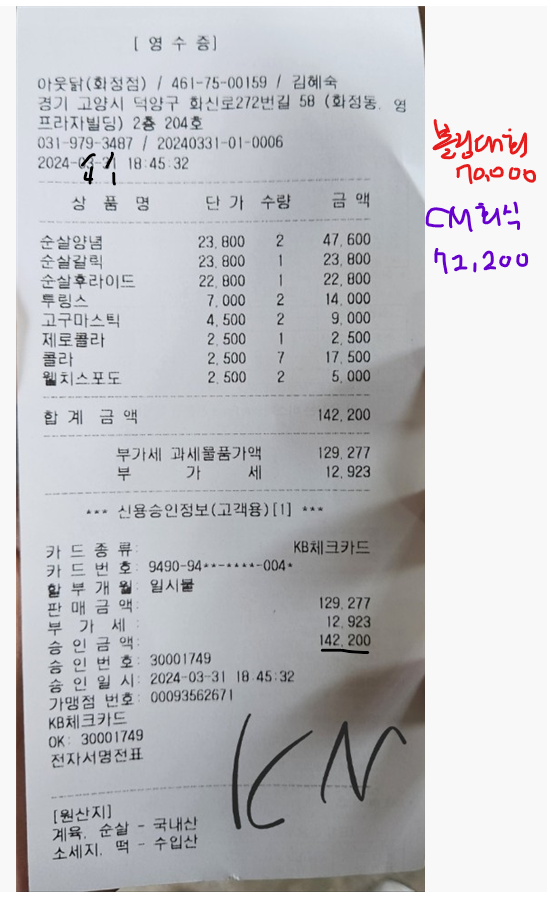 [ 영 수 증]
아웃닭(화정점) / 461-75-00159 / 김혜숙
경기 고양시 덕양구 화신로272번길 58 (화정동, 영
프라자빌딩) 2층 204호
031-979-3487 / 20240331-01-0006
2024-03-31 18:45:32
4 1
볼링대회
70,000
CM회식
72,200
상 품 명 단 가 수량 금 액
순살양념 23,800 2 47,600
순살갈릭 23,800 1 23,800
순살후라이드 22,800 1 22,800
투링스 7,000 2 14,000
고구마스틱 4,500 2 9,000
제로콜라 2,500 1 2,500
콜라 2,500 7 17,500
웰치스포도 2,500 2 5,000
합 계 금 액 142,200
부가세 과세물품가액 129,277
부 가 세 12,923
*** 신용승인정보(고객용)[1] ***
카 드 종 류: KB체크카드
카 드 번 호: 9490-94**-****-004*
할 부 개 월: 일시불
판 매 금 액: 129,277
부 가 세 : 12,923
승 인 금 액: 142,200
승 인 번 호: 30001749
승 인 일 시: 2024-03-31 18:45:32
가맹점 번호: 00093562671
KB체크카드
OK: 30001749
전자서명전표
KN
[원산지]
계육, 순살 - 국내산
소세지, 떡 - 수입산